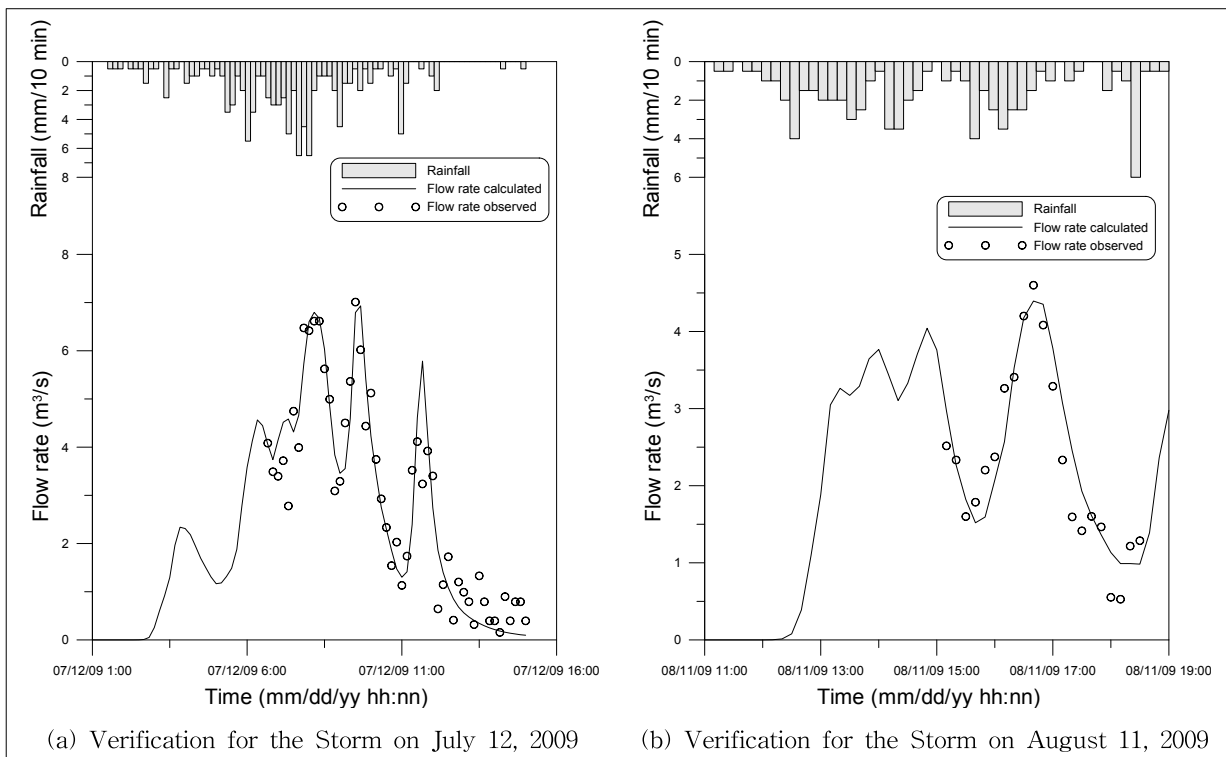 Rainfall (mm/10 min)
0
2
4
6
8
Rainfall
Flow rate calculated
Flow rate observed
Flow rate (m³/s)
8
6
4
2
0
07/12/09 1:00
07/12/09 6:00
07/12/09 11:00
07/12/09 16:00
Time (mm/dd/yy hh:nn)
(a) Verification for the Storm on July 12, 2009
Rainfall (mm/10 min)
0
2
4
6
Rainfall
Flow rate calculated
Flow rate observed
Flow rate (m³/s)
5
4
3
2
1
0
08/11/09 11:00
08/11/09 13:00
08/11/09 15:00
08/11/09 17:00
08/11/09 19:00
Time (mm/dd/yy hh:nn)
(b) Verification for the Storm on August 11, 2009